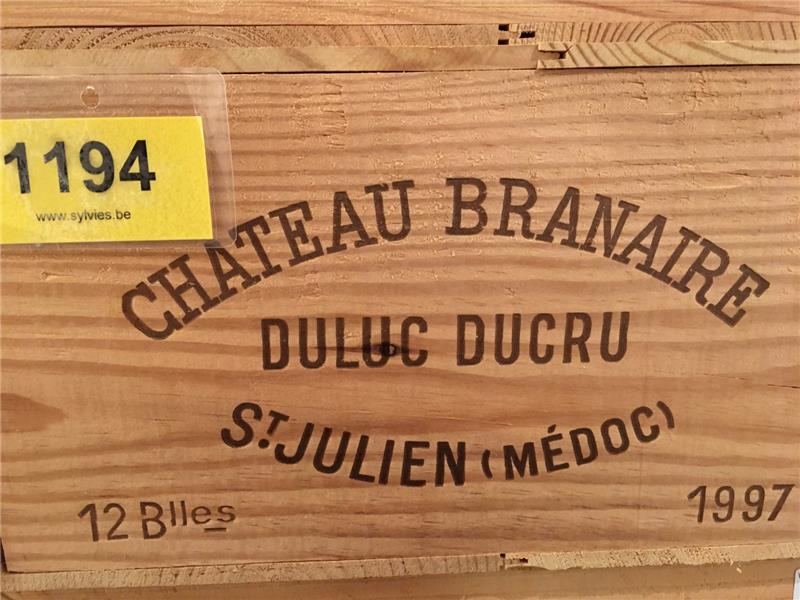 1194
www.sylvies.be
CHATEAU BRANAIRE
DULUC DUCRU
ST. JULIEN (MÉDOC)
12 Blles
1997